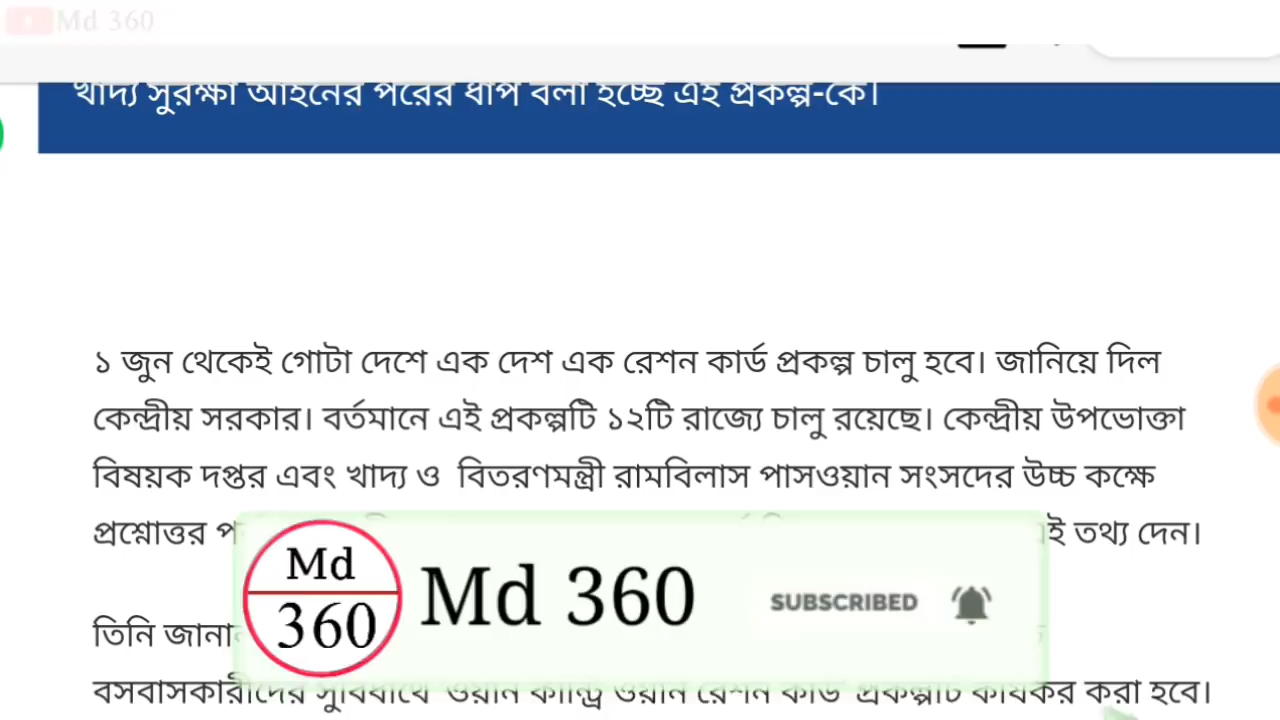 Md 360
খাদ্য সুরক্ষা আইনের পরের ধাপ বলা হচ্ছে এই প্রকল্প-কে।
১ জুন থেকেই গোটা দেশে এক দেশ এক রেশন কার্ড প্রকল্প চালু হবে। জানিয়ে দিল
কেন্দ্রীয় সরকার। বর্তমানে এই প্রকল্পটি ১২টি রাজ্যে চালু রয়েছে। কেন্দ্রীয় উপভোক্তা
বিষয়ক দপ্তর এবং খাদ্য ও বিতরণমন্ত্রী রামবিলাস পাসওয়ান সংসদের উচ্চ কক্ষে
প্রশ্নোত্তর তথ্য দেন।
Md
360
Md 360 SUBSCRIBED
তিনি
বসবাসকারীদের সুবিধার্থে ওয়ান কান্ট্রি ওয়ান রেশন কার্ড প্রকল্পটি কার্যকর করা হবে।